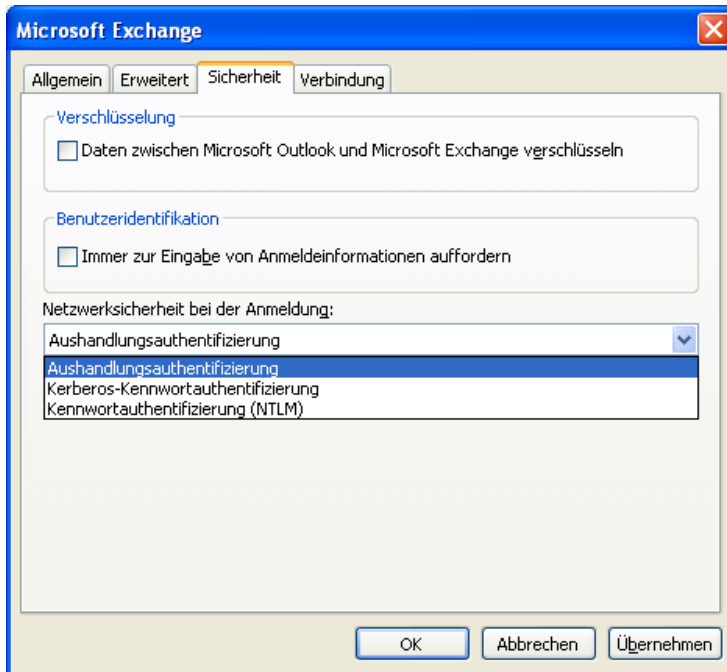 Microsoft Exchange
Allgemein Erweitert Sicherheit Verbindung
Verschlüsselung
Daten zwischen Microsoft Outlook und Microsoft Exchange verschlüsseln
Benutzeridentifikation
Immer zur Eingabe von Anmeldeinformationen auffordern
Netzwerksicherheit bei der Anmeldung:
Aushandlungsauthentifizierung
Aushandlungsauthentifizierung
Kerberos-Kennwortauthentifizierung
Kennwortauthentifizierung (NTLM)
OK Abbrechen Übernehmen